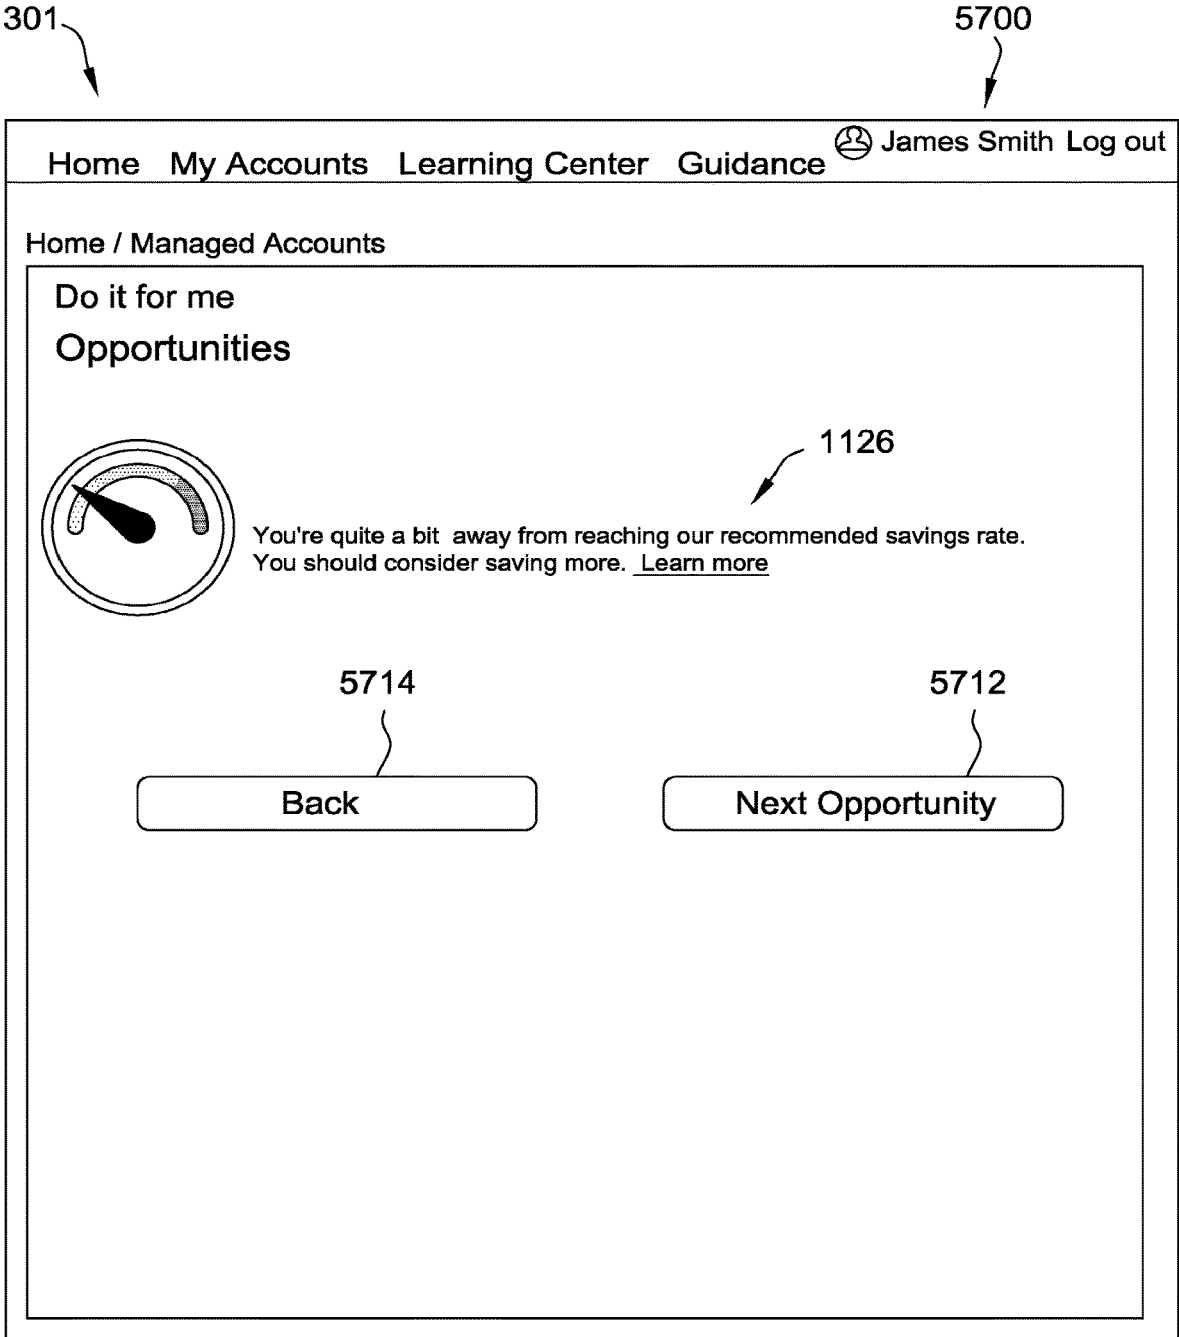 301
5700
Home My Accounts Learning Center Guidance James Smith Log out
Home / Managed Accounts
Do it for me
Opportunities
1126
You're quite a bit away from reaching our recommended savings rate.
You should consider saving more. Learn more
5714
5712
Back
Next Opportunity